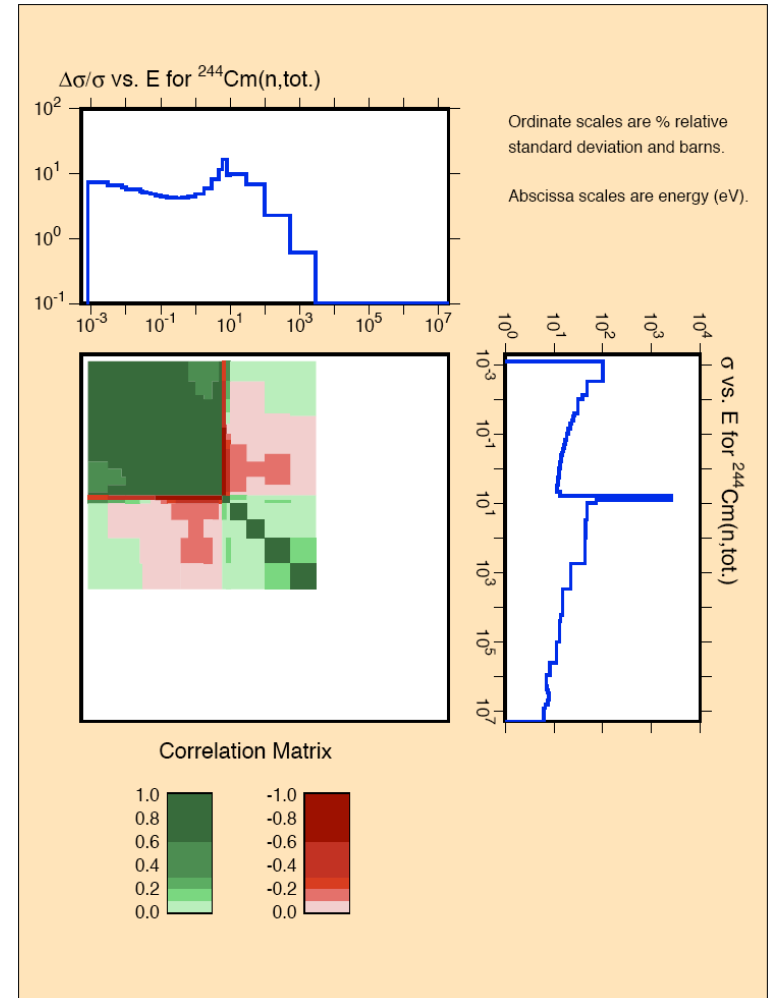 Δσ/σ vs. E for ²⁴⁴Cm(n,tot.)
10²
10¹
10⁰
10⁻¹
10⁻³ 10⁻¹ 10¹ 10³ 10⁵ 10⁷
Ordinate scales are % relative
standard deviation and barns.
Abscissa scales are energy (eV).
10⁰ 10¹ 10² 10³ 10⁴
10⁻³
10⁻¹
10¹
10³
10⁵
10⁷
σ vs. E for ²⁴⁴Cm(n,tot.)
Correlation Matrix
1.0 -1.0
0.8 -0.8
0.6 -0.6
0.4 -0.4
0.2 -0.2
0.0 0.0